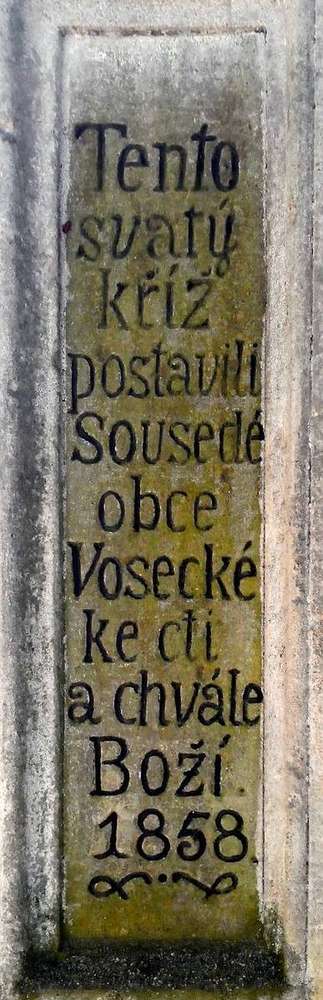 Tento
svatý
kříž
postavili
Sousedé
obce
Vosecké
ke cti
a chvále
Boží.
1858.